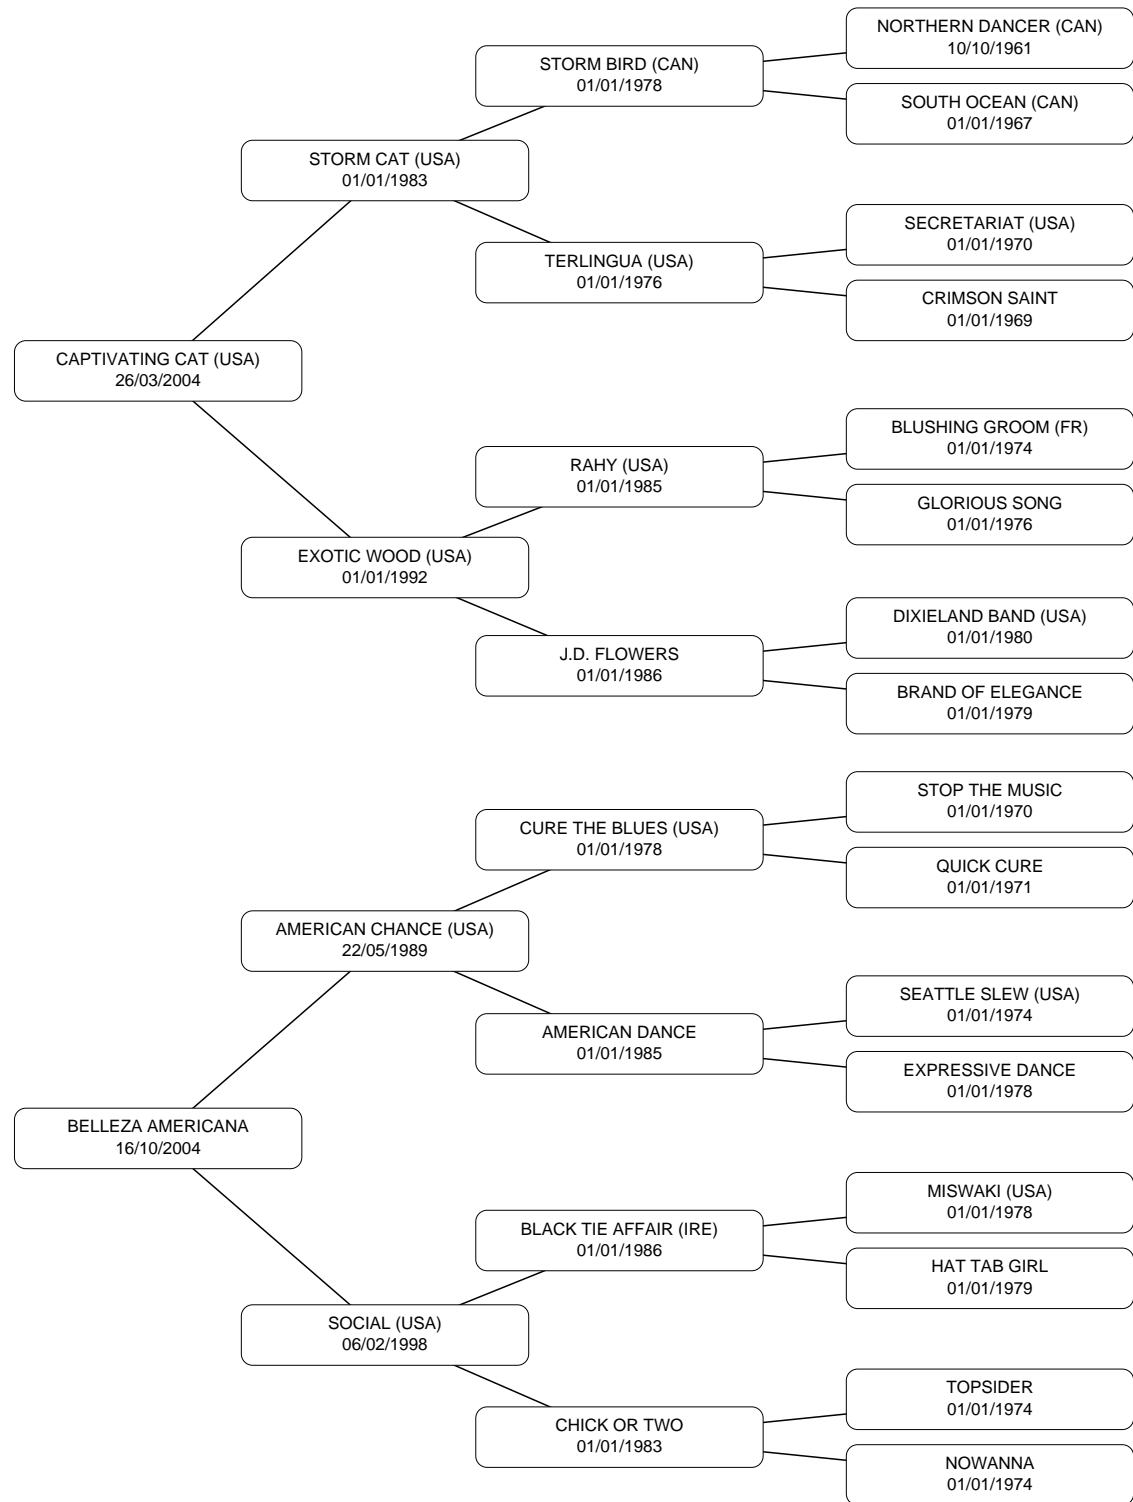 NORTHERN DANCER (CAN)
10/10/1961
STORM BIRD (CAN)
01/01/1978
SOUTH OCEAN (CAN)
01/01/1967
STORM CAT (USA)
01/01/1983
SECRETARIAT (USA)
01/01/1970
TERLINGUA (USA)
01/01/1976
CRIMSON SAINT
01/01/1969
CAPTIVATING CAT (USA)
26/03/2004
BLUSHING GROOM (FR)
01/01/1974
RAHY (USA)
01/01/1985
GLORIOUS SONG
01/01/1976
EXOTIC WOOD (USA)
01/01/1992
DIXIELAND BAND (USA)
01/01/1980
J.D. FLOWERS
01/01/1986
BRAND OF ELEGANCE
01/01/1979
STOP THE MUSIC
01/01/1970
CURE THE BLUES (USA)
01/01/1978
QUICK CURE
01/01/1971
AMERICAN CHANCE (USA)
22/05/1989
SEATTLE SLEW (USA)
01/01/1974
AMERICAN DANCE
01/01/1985
EXPRESSIVE DANCE
01/01/1978
BELLEZA AMERICANA
16/10/2004
MISWAKI (USA)
01/01/1978
BLACK TIE AFFAIR (IRE)
01/01/1986
HAT TAB GIRL
01/01/1979
SOCIAL (USA)
06/02/1998
TOPSIDER
01/01/1974
CHICK OR TWO
01/01/1983
NOWANNA
01/01/1974